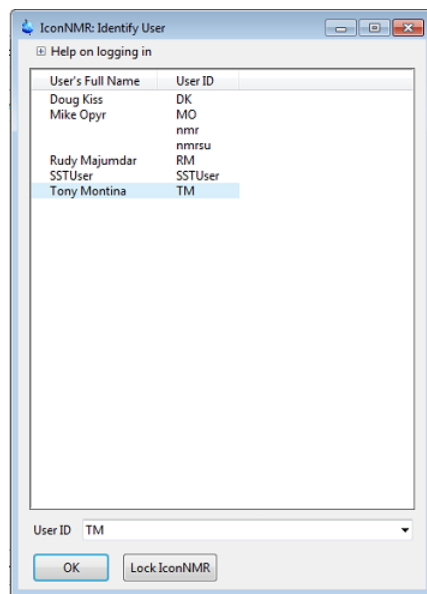 IconNMR: Identify User
Help on logging in
User's Full Name User ID
Doug Kiss DK
Mike Opyr MO
nmr
nmrsu
Rudy Majumdar RM
SSTUser SSTUser
Tony Montina TM
User ID TM
OK Lock IconNMR